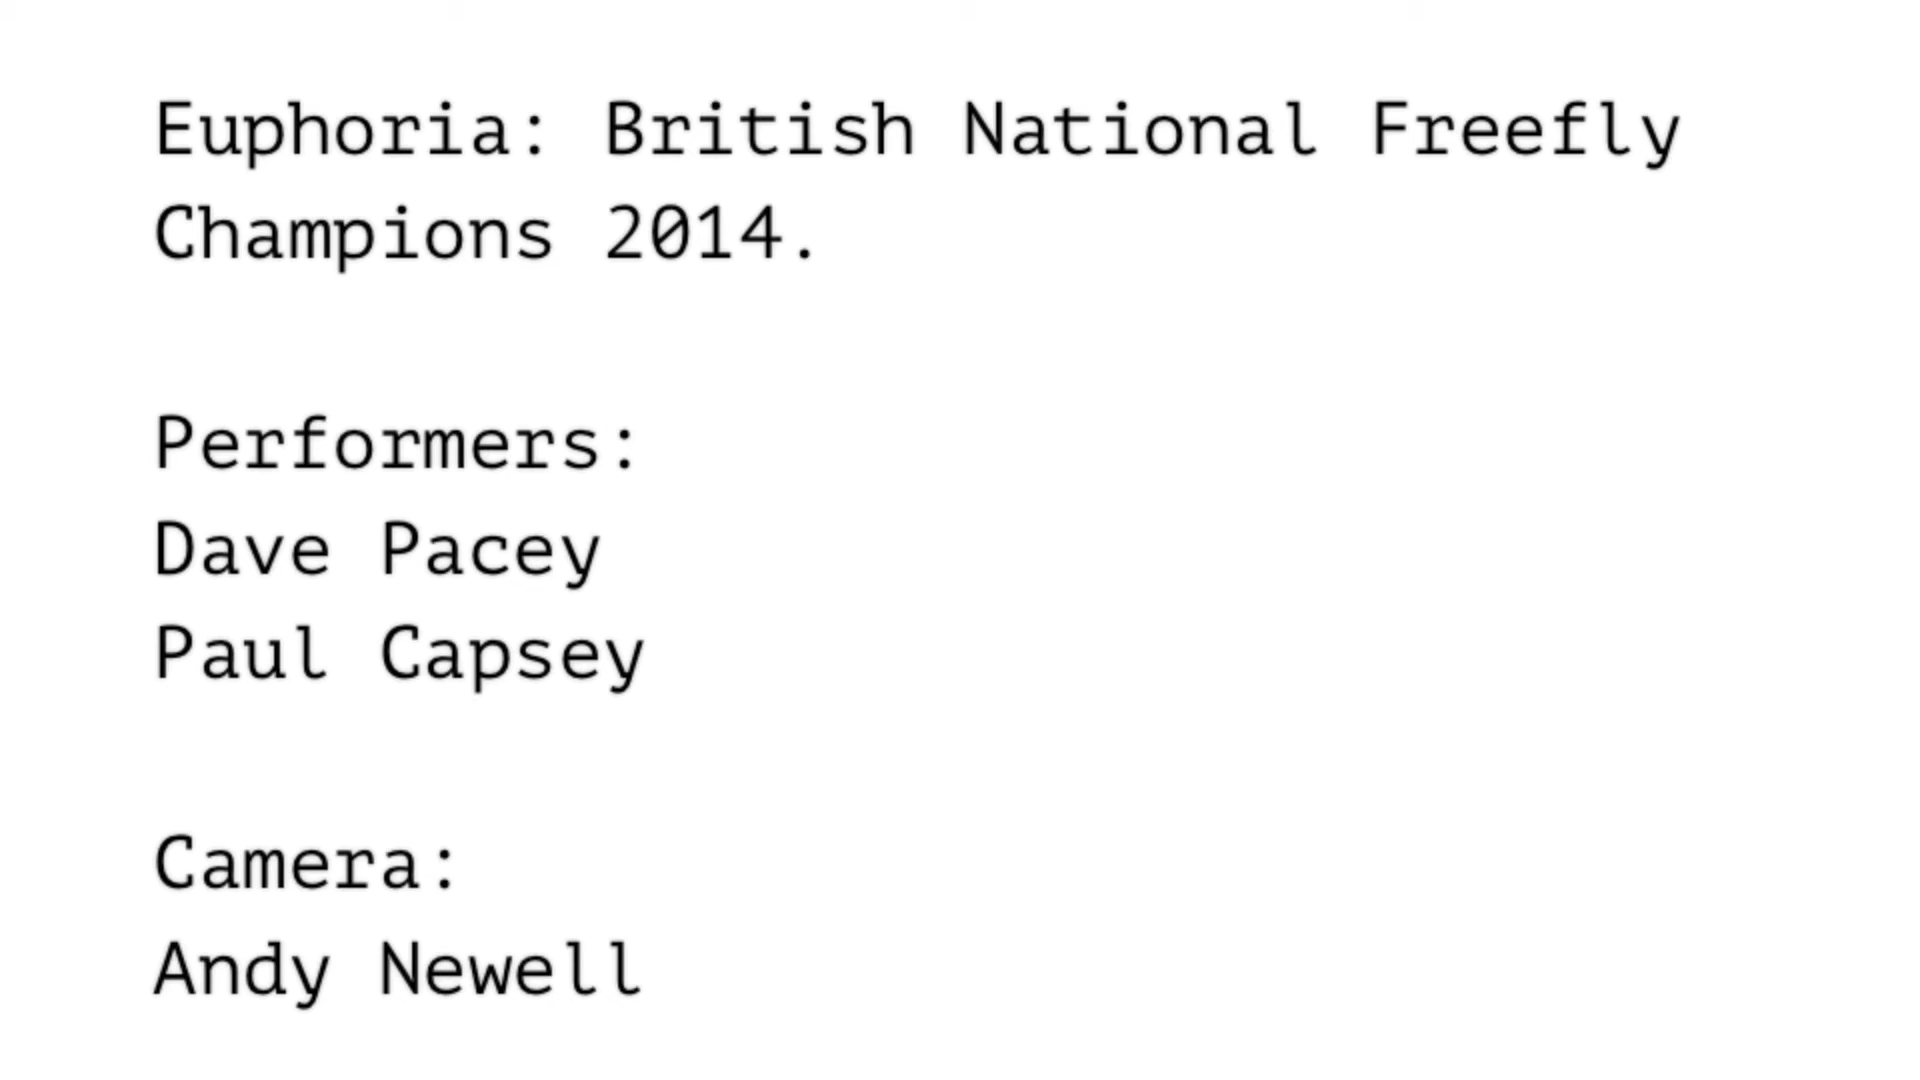 Euphoria: British National Freefly
Champions 2014.
Performers:
Dave Pacey
Paul Capsey
Camera:
Andy Newell